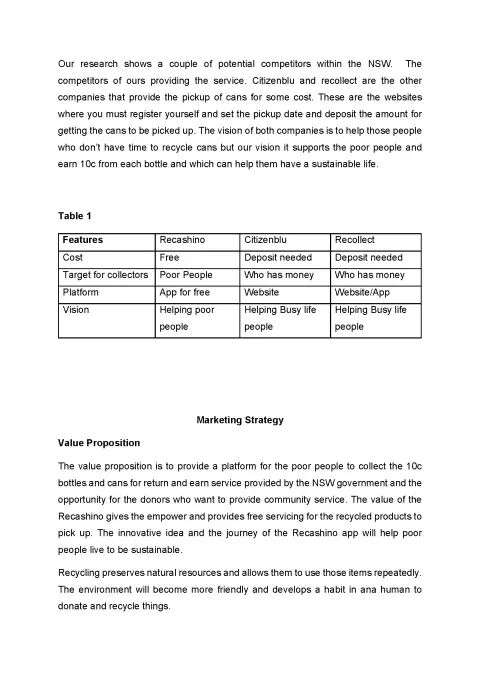 Our research shows a couple of potential competitors within the NSW. The
competitors of ours providing the service. Citizenblu and recollect are the other
companies that provide the pickup of cans for some cost. These are the websites
where you must register yourself and set the pickup date and deposit the amount for
getting the cans to be picked up. The vision of both companies is to help those people
who don't have time to recycle cans but our vision it supports the poor people and
earn 10c from each bottle and which can help them have a sustainable life.
Table 1
Features Recashino Citizenblu Recollect
Cost Free Deposit needed Deposit needed
Target for collectors Poor People Who has money Who has money
Platform App for free Website Website/App
Vision Helping poor Helping Busy life Helping Busy life
people people people
Marketing Strategy
Value Proposition
The value proposition is to provide a platform for the poor people to collect the 10c
bottles and cans for return and earn service provided by the NSW government and the
opportunity for the donors who want to provide community service. The value of the
Recashino gives the empower and provides free servicing for the recycled products to
pick up. The innovative idea and the journey of the Recashino app will help poor
people live to be sustainable.
Recycling preserves natural resources and allows them to use those items repeatedly.
The environment will become more friendly and develops a habit in ana human to
donate and recycle things.